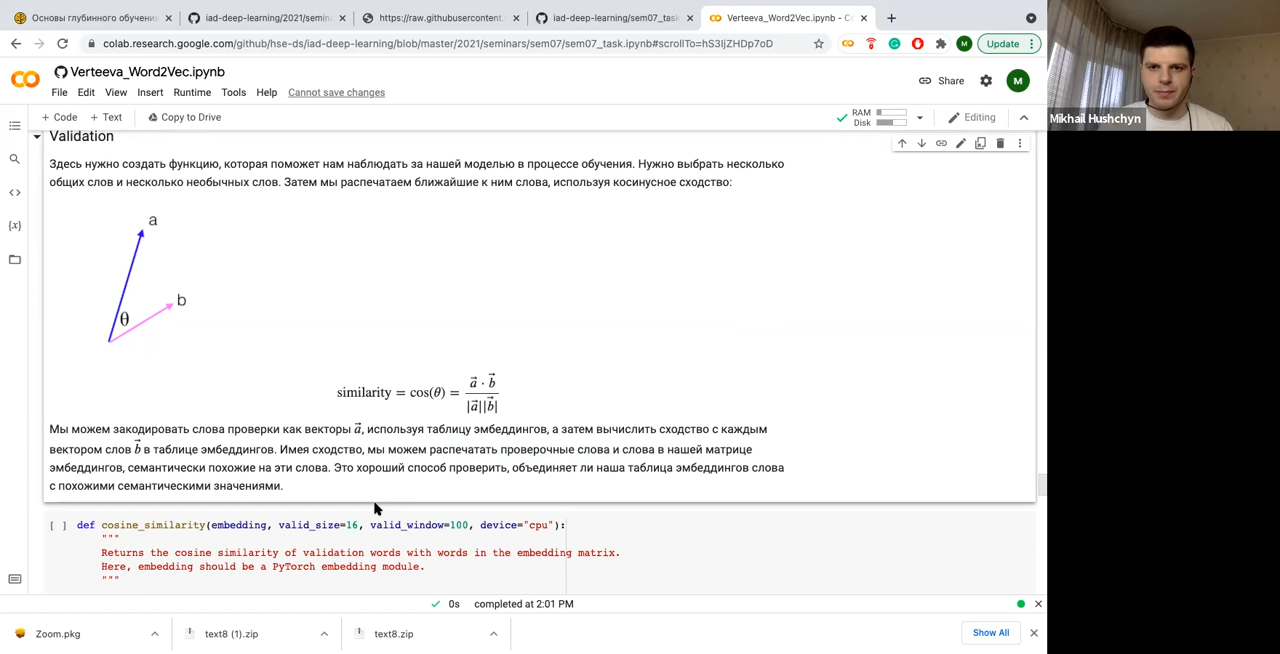 Основы глубинного обучения
iad-deep-learning/2021/semina
https://raw.githubusercontent.
iad-deep-learning/sem07_task
Verteeva_Word2Vec.ipynb - Co
colab.research.google.com/github/hse-ds/iad-deep-learning/blob/master/2021/seminars/sem07/sem07_task.ipynb#scrollTo=hS3IjZHDp7oD
M
Update
Verteeva_Word2Vec.ipynb
Share
M
File Edit View Insert Runtime Tools Help Cannot save changes
+ Code + Text Copy to Drive
RAM
Disk
Editing
Mikhail Hushchyn
Validation
Здесь нужно создать функцию, которая поможет нам наблюдать за нашей моделью в процессе обучения. Нужно выбрать несколько
общих слов и несколько необычных слов. Затем мы распечатаем ближайшие к ним слова, используя косинусное сходство:
a
b
θ
similarity = cos(θ) = a⃗ · b⃗ / |a⃗||b⃗|
Мы можем закодировать слова проверки как векторы a⃗, используя таблицу эмбеддингов, а затем вычислить сходство с каждым
вектором слов b⃗ в таблице эмбеддингов. Имея сходство, мы можем распечатать проверочные слова и слова в нашей матрице
эмбеддингов, семантически похожие на эти слова. Это хороший способ проверить, объединяет ли наша таблица эмбеддингов слова
с похожими семантическими значениями.
[ ] def cosine_similarity(embedding, valid_size=16, valid_window=100, device="cpu"):
"""
Returns the cosine similarity of validation words with words in the embedding matrix.
Here, embedding should be a PyTorch embedding module.
"""
0s completed at 2:01 PM
Zoom.pkg
text8 (1).zip
text8.zip
Show All